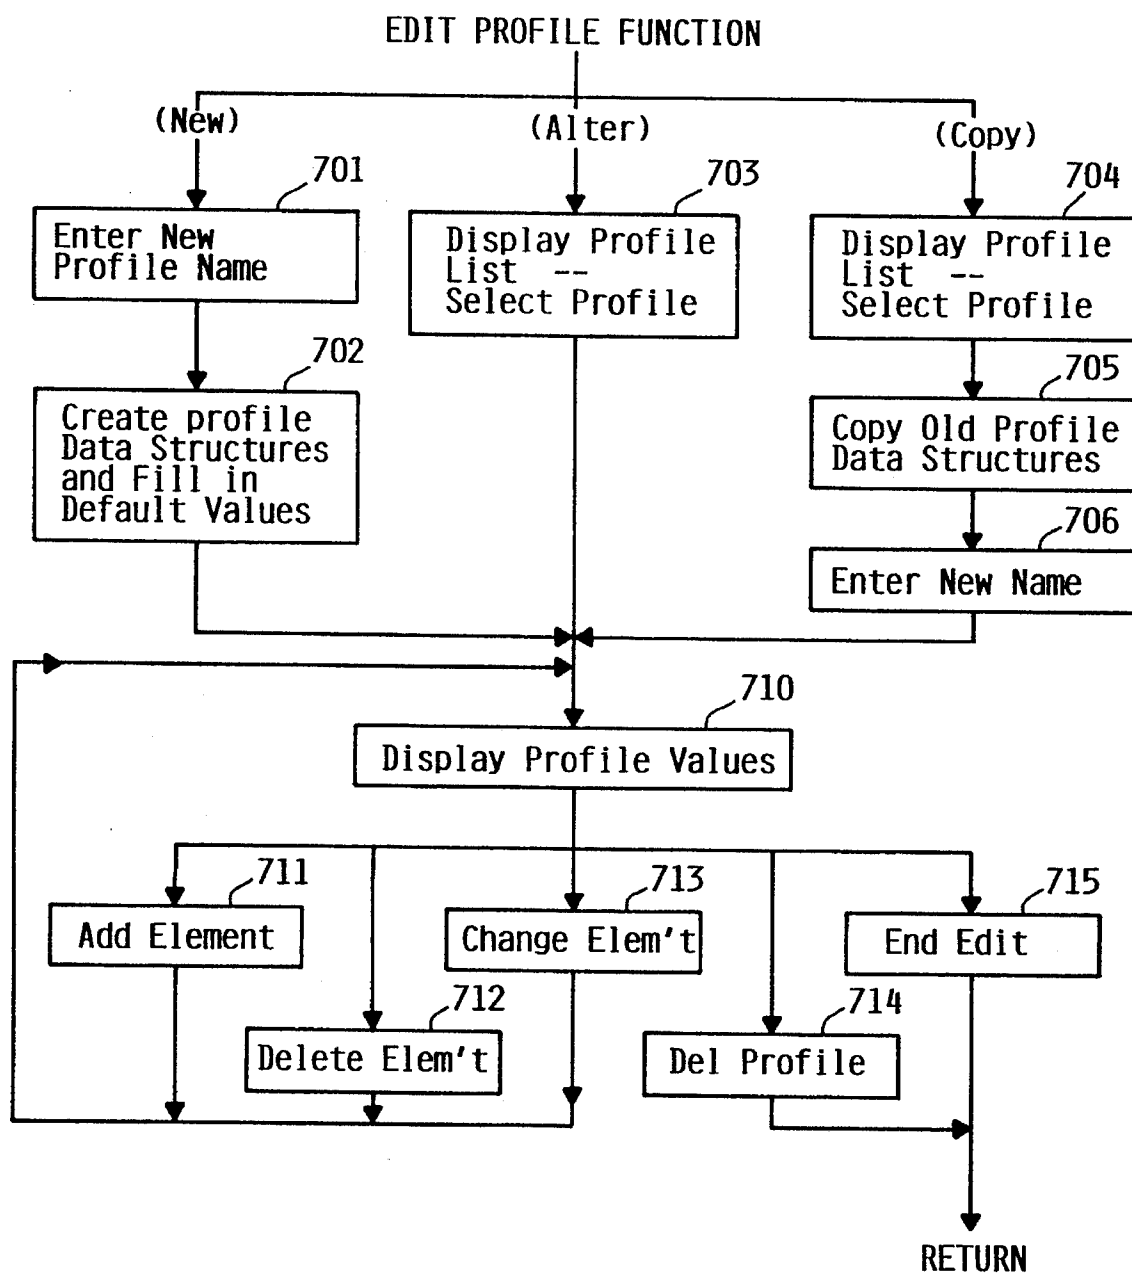 EDIT PROFILE FUNCTION
(New)
(Alter)
(Copy)
701
703
704
Enter New
Profile Name
Display Profile
List --
Select Profile
Display Profile
List --
Select Profile
702
705
Create profile
Data Structures
and Fill in
Default Values
Copy Old Profile
Data Structures
706
Enter New Name
710
Display Profile Values
711
713
715
Add Element
Change Elem't
End Edit
712
714
Delete Elem't
Del Profile
RETURN